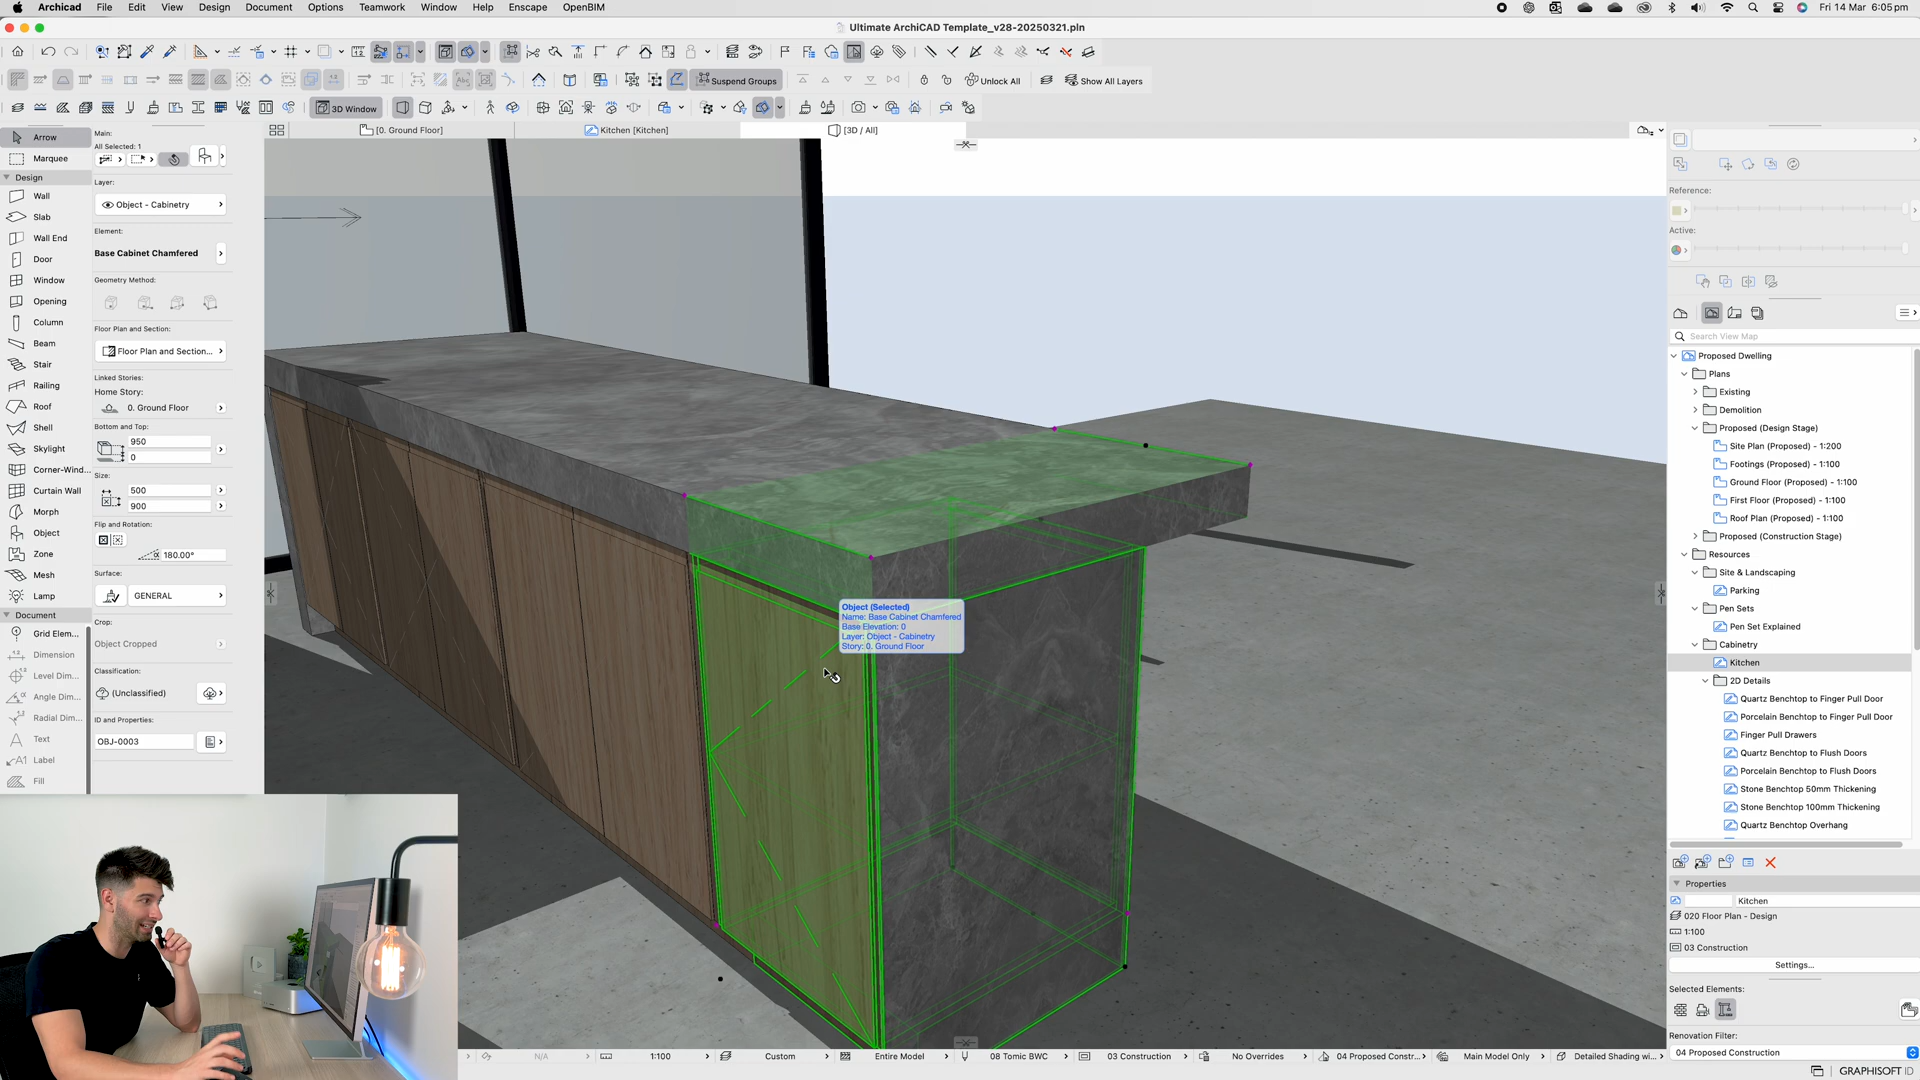 Archicad File Edit View Design Document Options Teamwork Window Help Enscape OpenBIM Fri 14 Mar 6:05 pm
Ultimate ArchiCAD Template_v28-20250321.pln
Suspend Groups Unlock All Show All Layers
3D Window
[0. Ground Floor] Kitchen [Kitchen] [3D / All]
Arrow
Marquee
Design
Wall
Slab
Wall End
Door
Window
Opening
Column
Beam
Stair
Railing
Roof
Shell
Skylight
Corner-Wind...
Curtain Wall
Morph
Object
Zone
Mesh
Lamp
Document
Grid Elem...
Dimension
Level Dim...
Angle Dim...
Radial Dim...
Text
Label
Fill
Main:
All Selected: 1
Layer:
Object - Cabinetry
Element:
Base Cabinet Chamfered
Geometry Method:
Floor Plan and Section:
Floor Plan and Section...
Linked Stories:
Home Story:
0. Ground Floor
Bottom and Top:
950
0
Size:
500
900
Flip and Rotation:
180.00°
Surface:
GENERAL
Crop:
Object Cropped
Classification:
(Unclassified)
ID and Properties:
OBJ-0003
Object (Selected)
Name: Base Cabinet Chamfered
Base Elevation: 0
Layer: Object - Cabinetry
Story: 0. Ground Floor
Reference:
Active:
Search View Map
Proposed Dwelling
Plans
Existing
Demolition
Proposed (Design Stage)
Site Plan (Proposed) - 1:200
Footings (Proposed) - 1:100
Ground Floor (Proposed) - 1:100
First Floor (Proposed) - 1:100
Roof Plan (Proposed) - 1:100
Proposed (Construction Stage)
Resources
Site & Landscaping
Parking
Pen Sets
Pen Set Explained
Cabinetry
Kitchen
2D Details
Quartz Benchtop to Finger Pull Door
Porcelain Benchtop to Finger Pull Door
Finger Pull Drawers
Quartz Benchtop to Flush Doors
Porcelain Benchtop to Flush Doors
Stone Benchtop 50mm Thickening
Stone Benchtop 100mm Thickening
Quartz Benchtop Overhang
Properties
Kitchen
020 Floor Plan - Design
1:100
03 Construction
Settings...
Selected Elements:
Renovation Filter:
04 Proposed Construction
N/A 1:100 Custom Entire Model 08 Tomic BWC 03 Construction No Overrides 04 Proposed Constr... Main Model Only Detailed Shading wi...
GRAPHISOFT ID